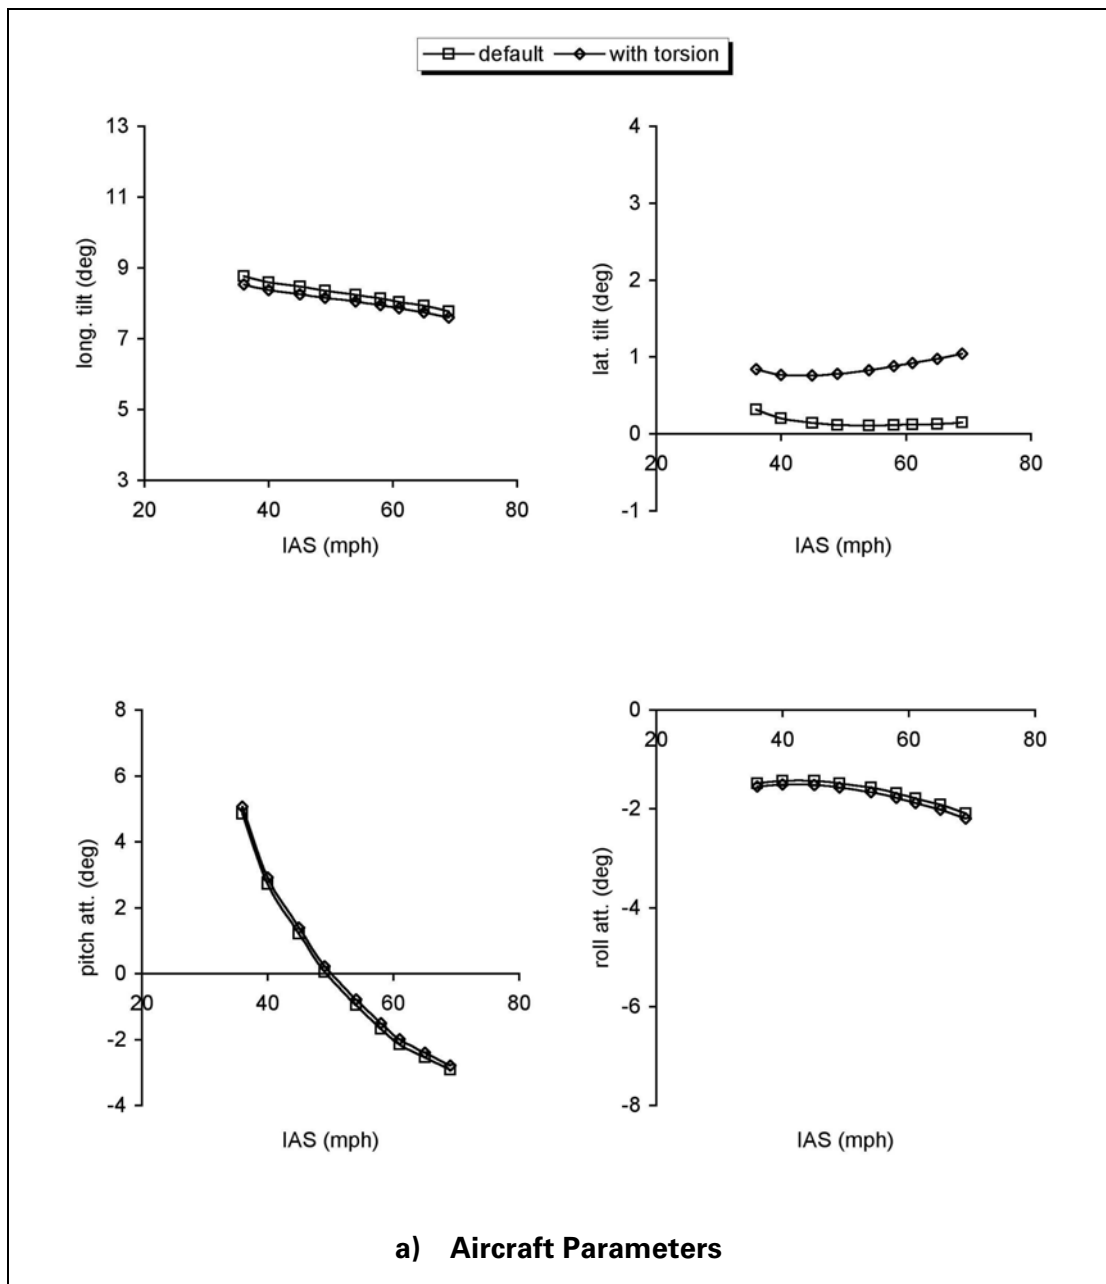 default with torsion
13
11
9
7
5
3
20 40 60 80
long. tilt (deg)
IAS (mph)
4
3
2
1
0
-1
20 40 60 80
lat. tilt (deg)
IAS (mph)
8
6
4
2
0
-2
-4
20 40 60 80
pitch att. (deg)
IAS (mph)
0
-2
-4
-6
-8
20 40 60 80
roll att. (deg)
IAS (mph)
a) Aircraft Parameters